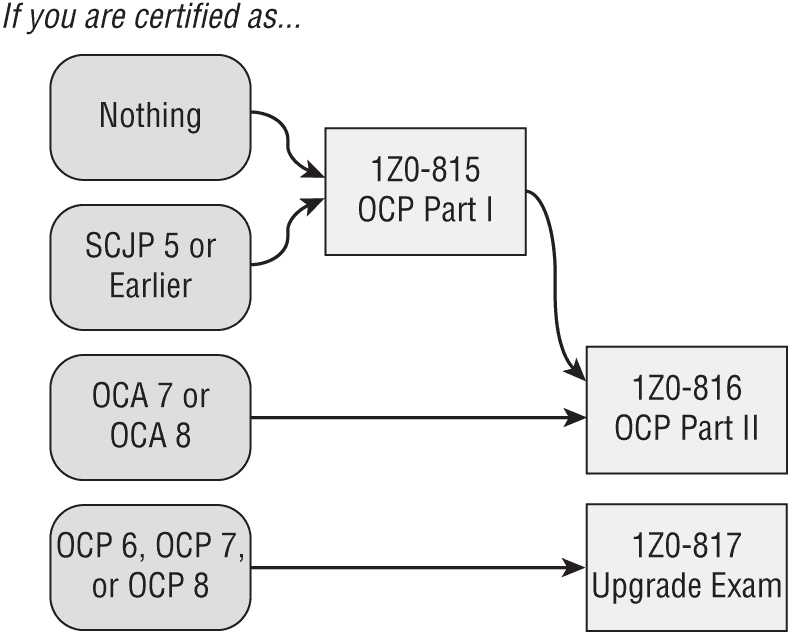 If you are certified as...
Nothing
1Z0-815
OCP Part I
SCJP 5 or
Earlier
OCA 7 or
OCA 8
1Z0-816
OCP Part II
OCP 6, OCP 7,
or OCP 8
1Z0-817
Upgrade Exam